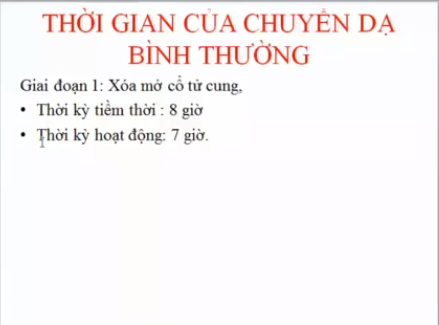 THỜI GIAN CỦA CHUYỂN DẠ
BÌNH THƯỜNG
Giai đoạn 1: Xóa mở cổ tử cung,
• Thời kỳ tiềm thời : 8 giờ
• Thời kỳ hoạt động: 7 giờ.